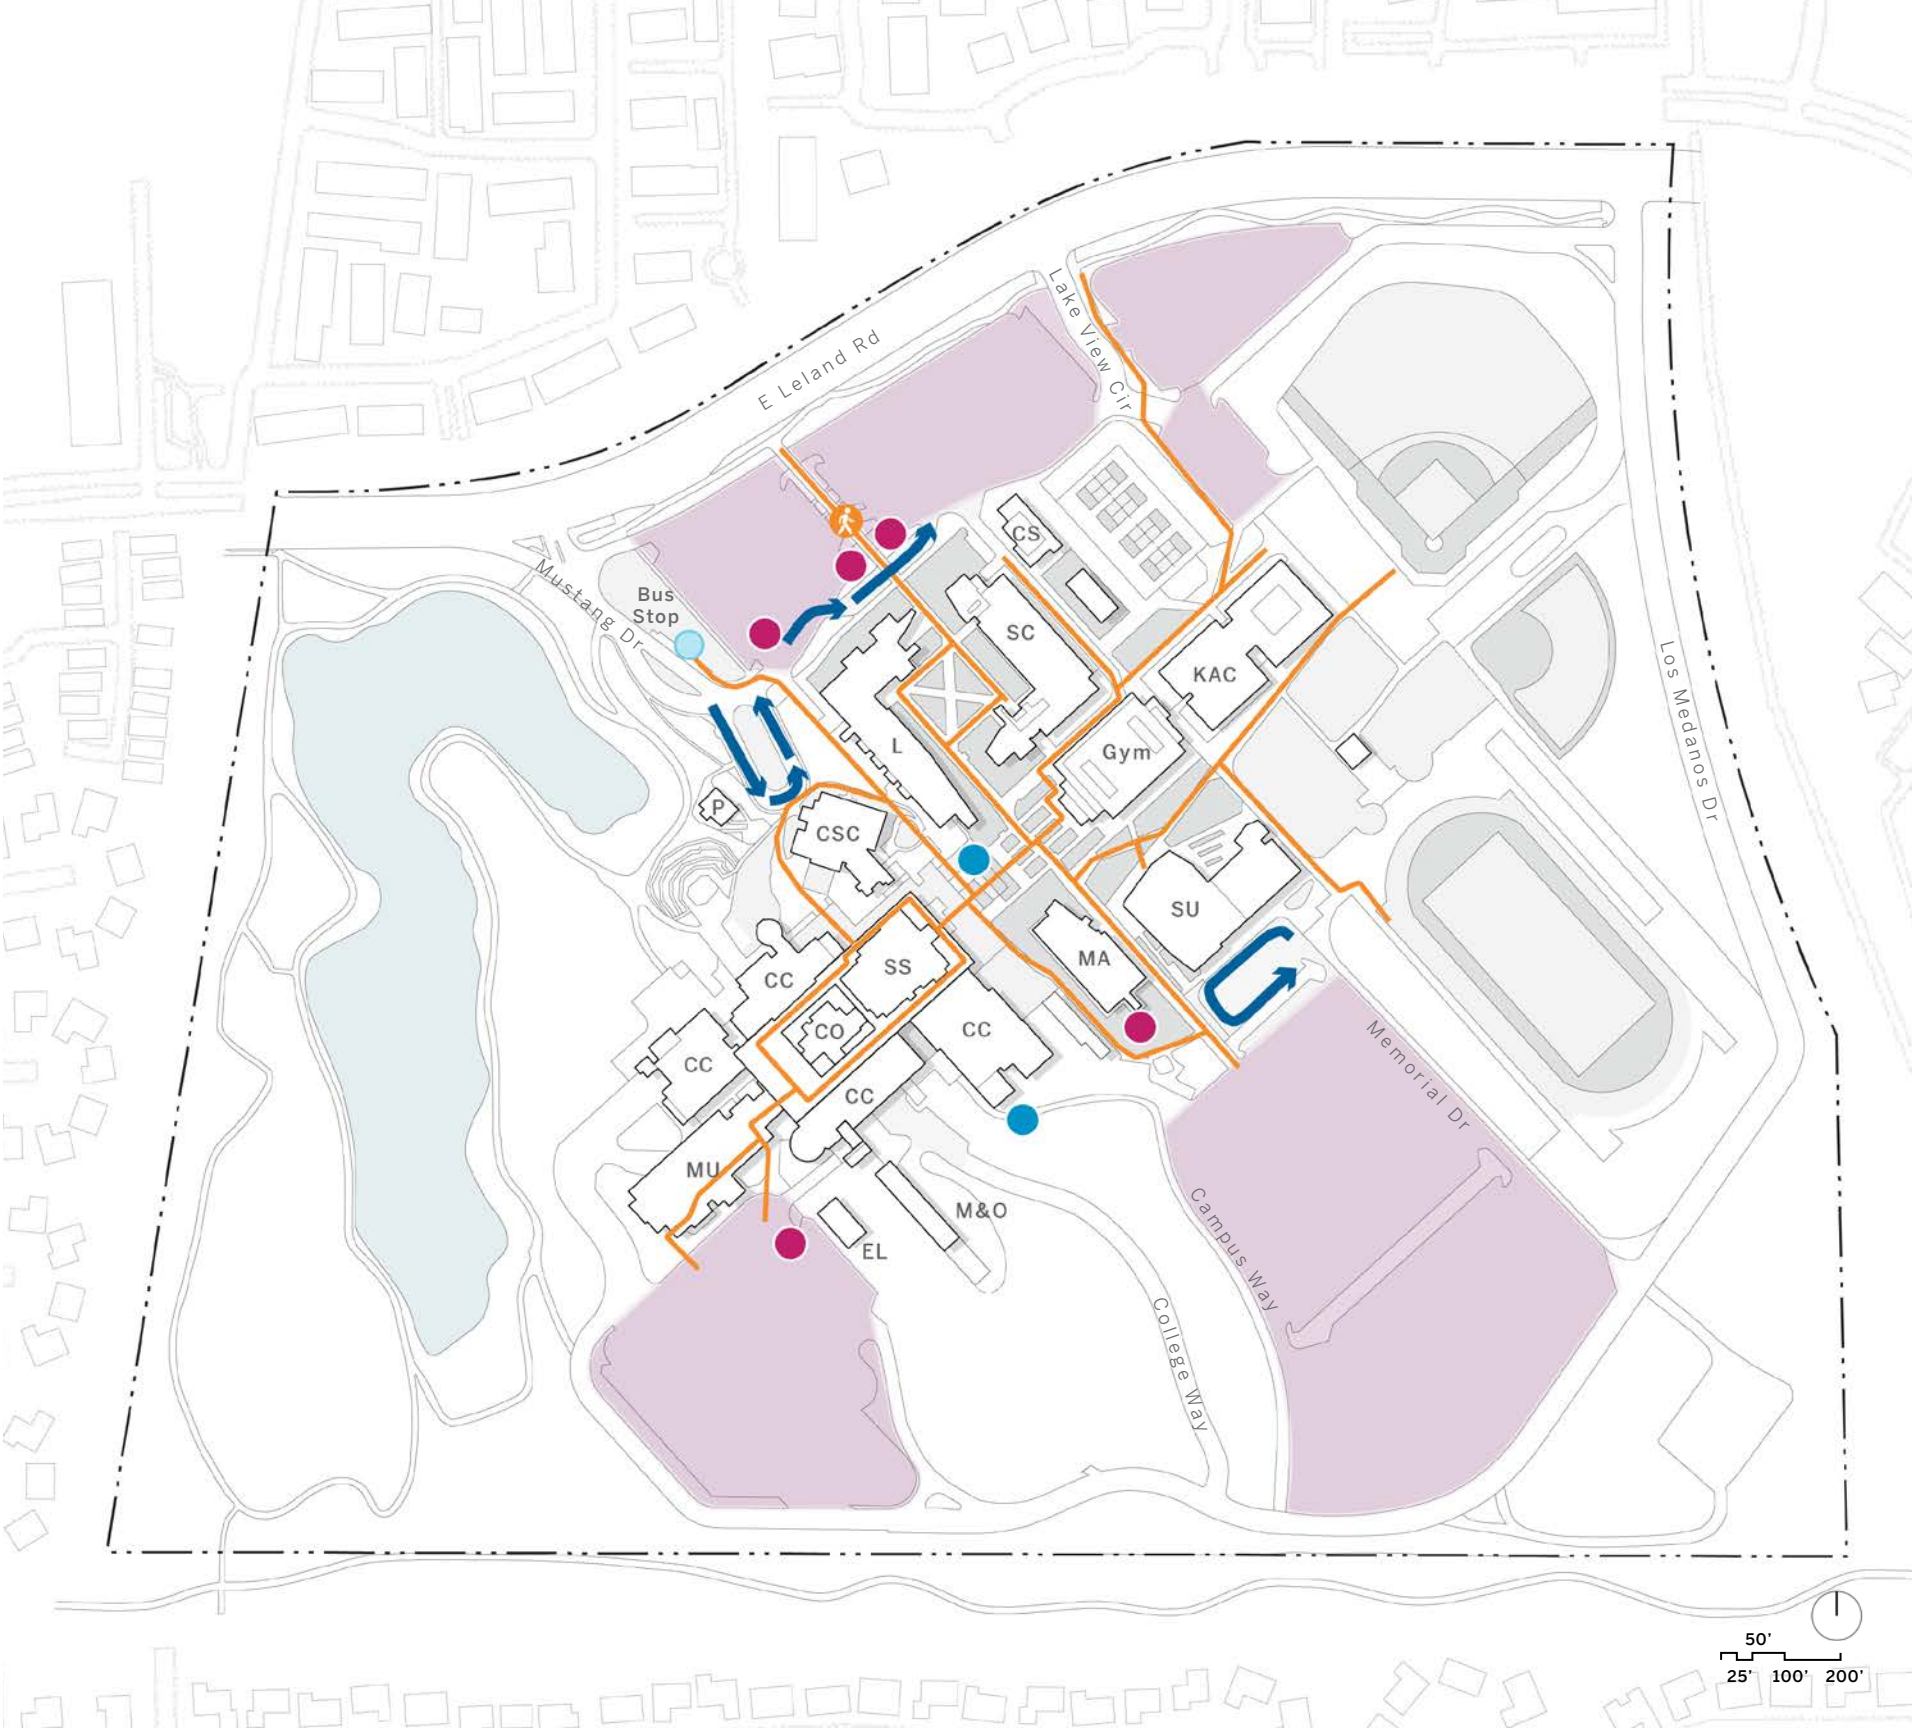 E Leland Rd
Lake View Cir
Mustang Dr
Bus
Stop
CS
SC
KAC
Los Medanos Dr
L
Gym
P
CSC
SU
SS
MA
CC
CO
CC
CC
CC
Memorial Dr
MU
M&O
EL
Campus Way
College Way
50'
25' 100' 200'